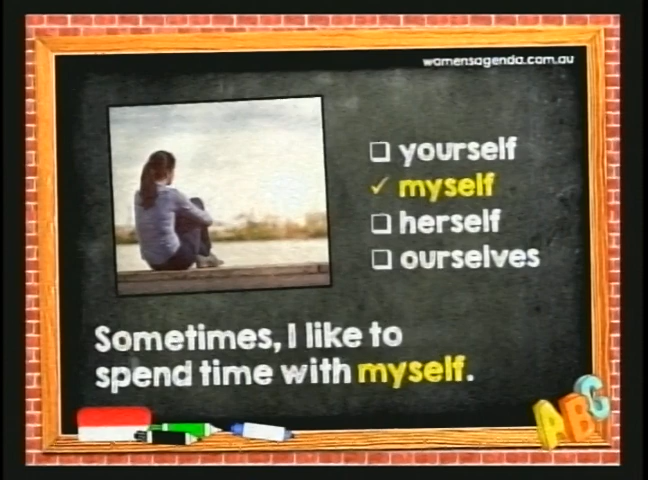 womensagenda.com.au
yourself
myself
herself
ourselves
Sometimes, I like to
spend time with myself.
ABC